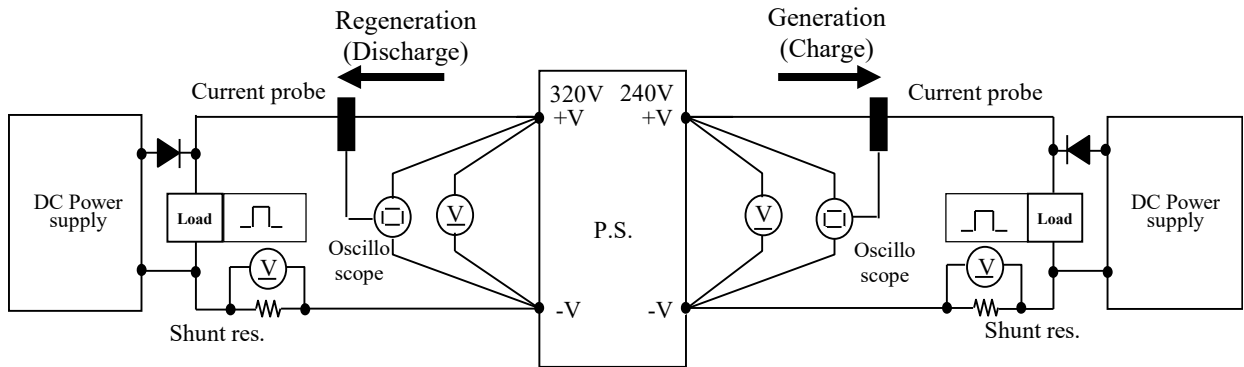 Regeneration
(Discharge)
Generation
(Charge)
Current probe
320V
240V
Current probe
+V
+V
DC Power
supply
Load
V
Oscillo
scope
V
Shunt res.
-V
P.S.
V
Oscillo
scope
Load
V
Shunt res.
-V
DC Power
supply